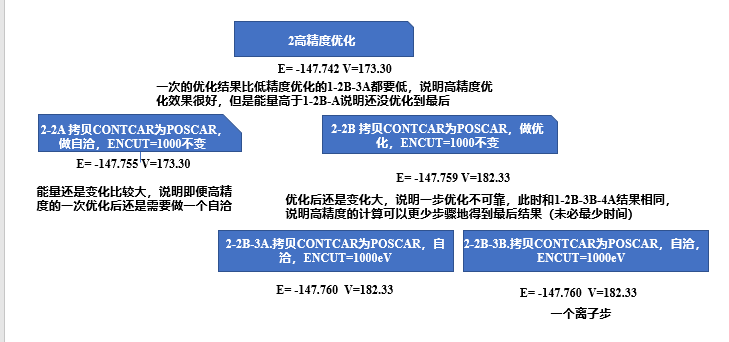 2高精度优化
E= -147.742 V=173.30
一次的优化结果比低精度优化的1-2B-3A都要低，说明高精度优
化效果很好，但是能量高于1-2B-A说明还没优化到最后
2-2A 拷贝CONTCAR为POSCAR，
做自洽，ENCUT=1000不变
E= -147.755 V=173.30
能量还是变化比较大，说明即便高精
度的一次优化后还是需要做一个自洽
2-2B 拷贝CONTCAR为POSCAR，做优
化，ENCUT=1000不变
E= -147.759 V=182.33
优化后还是变化大，说明一步优化不可靠，此时和1-2B-3B-4A结果相同，
说明高精度的计算可以更少步骤地得到最后结果（未必最少时间）
2-2B-3A.拷贝CONTCAR为POSCAR，自
洽，ENCUT=1000eV
E= -147.760 V=182.33
2-2B-3B.拷贝CONTCAR为POSCAR，自洽，
ENCUT=1000eV
E= -147.760 V=182.33
一个离子步